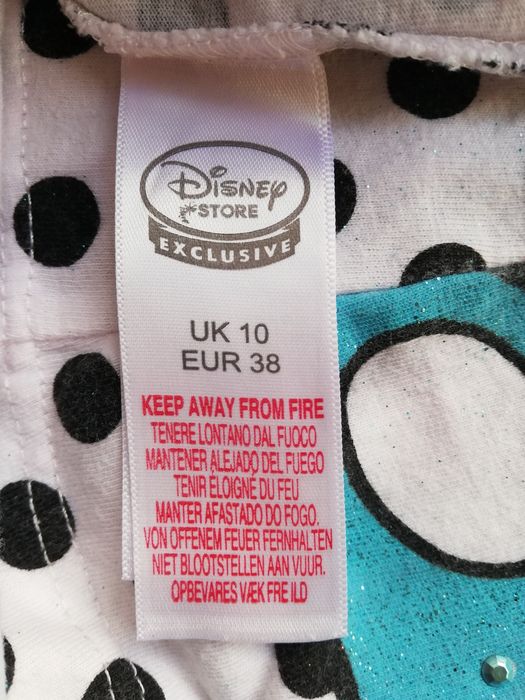 Disney
STORE
EXCLUSIVE
UK 10
EUR 38
KEEP AWAY FROM FIRE
TENERE LONTANO DAL FUOCO
MANTENER ALEJADO DEL FUEGO
TENIR ÉLOIGNÉ DU FEU
MANTER AFASTADO DO FOGO.
VON OFFENEM FEUER FERNHALTEN
NIET BLOOTSTELLEN AAN VUUR.
OPBEVARES VÆK FRE ILD